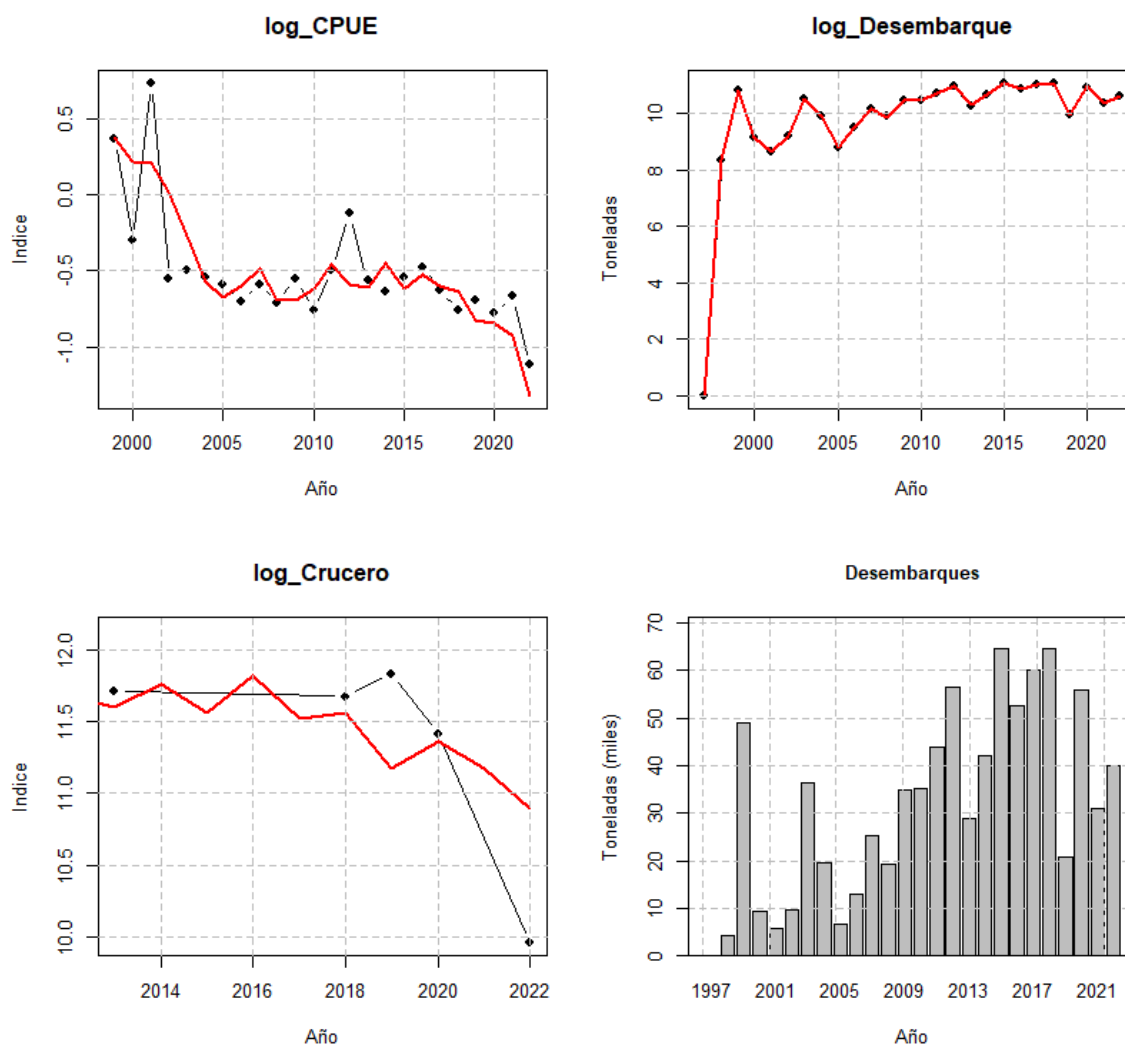 log_CPUE
Indice
0.5
0.0
-0.5
-1.0
2000 2005 2010 2015 2020
Año
log_Desembarque
Toneladas
10
8
6
4
2
0
2000 2005 2010 2015 2020
Año
log_Crucero
Indice
12.0
11.5
11.0
10.5
10.0
2014 2016 2018 2020 2022
Año
Desembarques
Toneladas (miles)
70
60
50
40
30
20
10
0
1997 2001 2005 2009 2013 2017 2021
Año